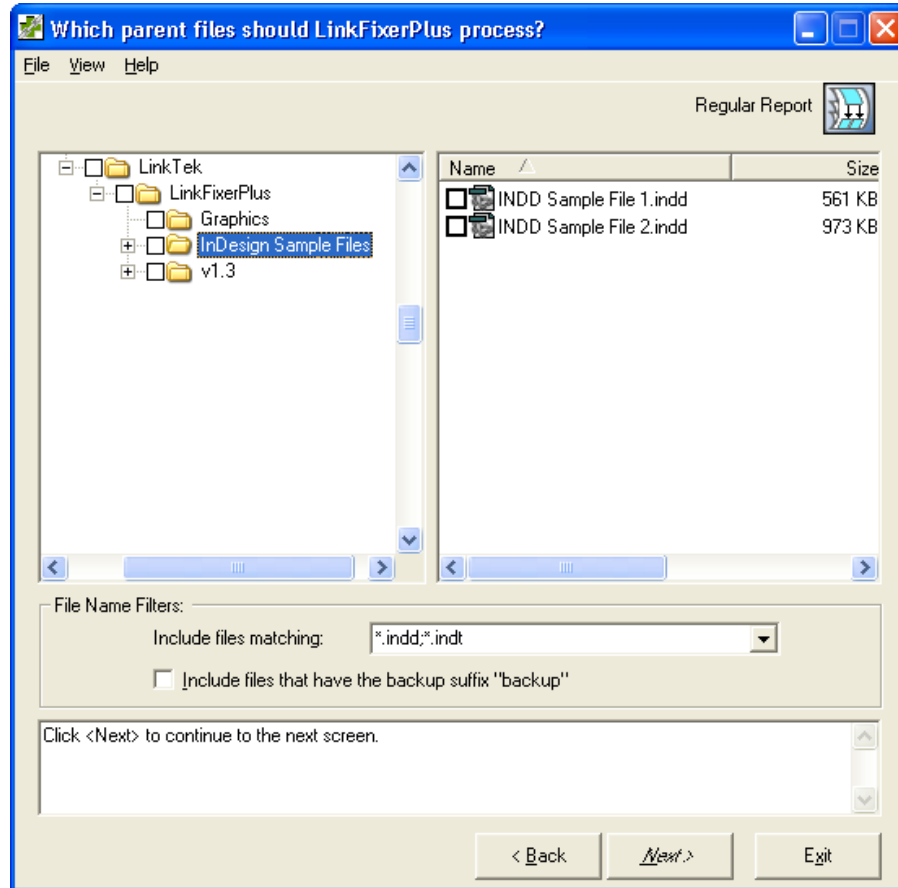 Which parent files should LinkFixerPlus process?
File View Help
Regular Report
LinkTek
LinkFixerPlus
Graphics
InDesign Sample Files
v1.3
Name Size
INDD Sample File 1.indd 561 KB
INDD Sample File 2.indd 973 KB
File Name Filters:
Include files matching: *.indd;*.indt
Include files that have the backup suffix "backup"
Click <Next> to continue to the next screen.
< Back Next > Exit